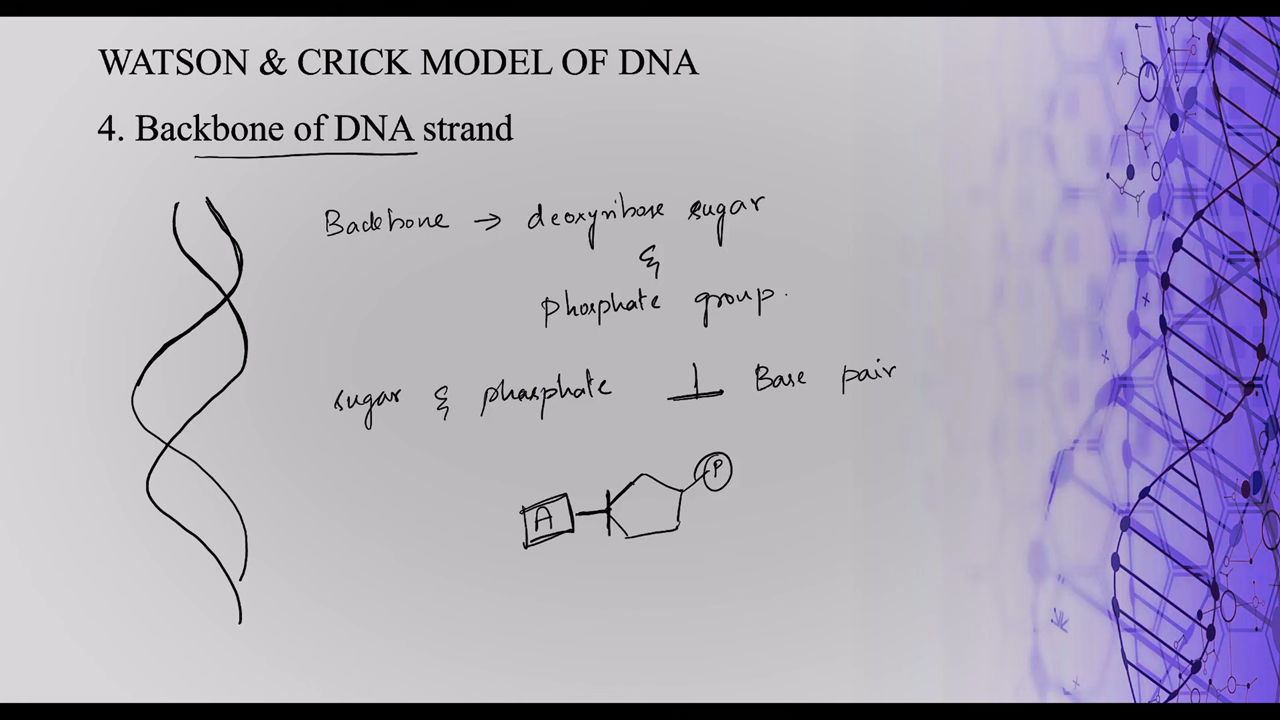 WATSON & CRICK MODEL OF DNA
4. Backbone of DNA strand
Backbone → deoxyribose sugar
&
phosphate group.
sugar & phosphate ⊥ Base pair
A
P